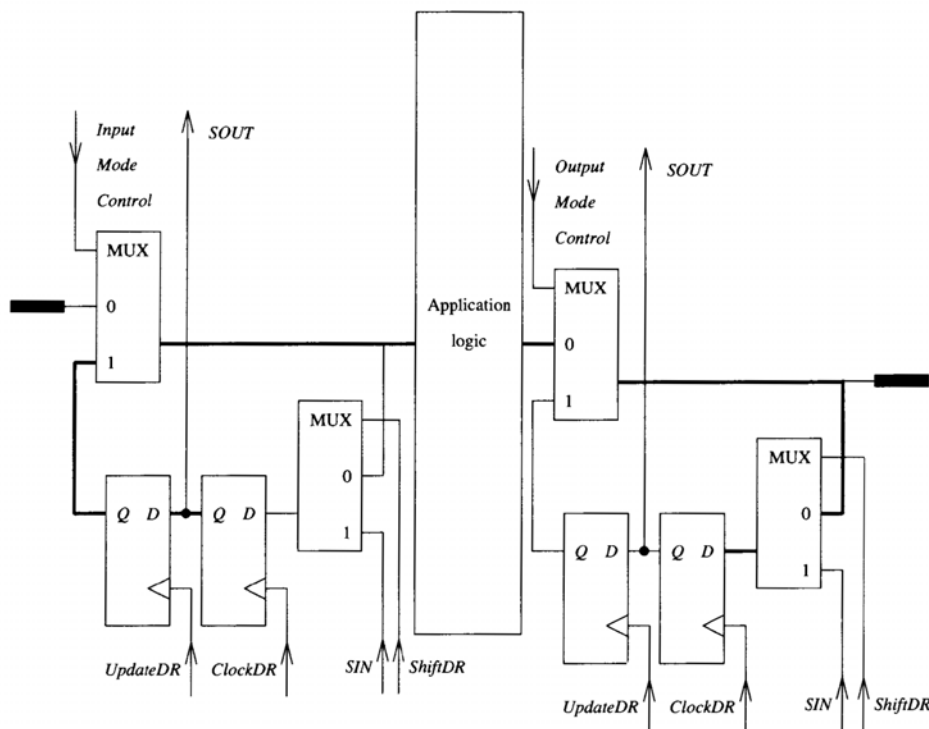 Input
Mode
Control
SOUT
MUX
0
1
MUX
0
1
Q D
Q D
UpdateDR
ClockDR
SIN
ShiftDR
Application
logic
Output
Mode
Control
SOUT
MUX
0
1
MUX
0
1
Q D
Q D
UpdateDR
ClockDR
SIN
ShiftDR